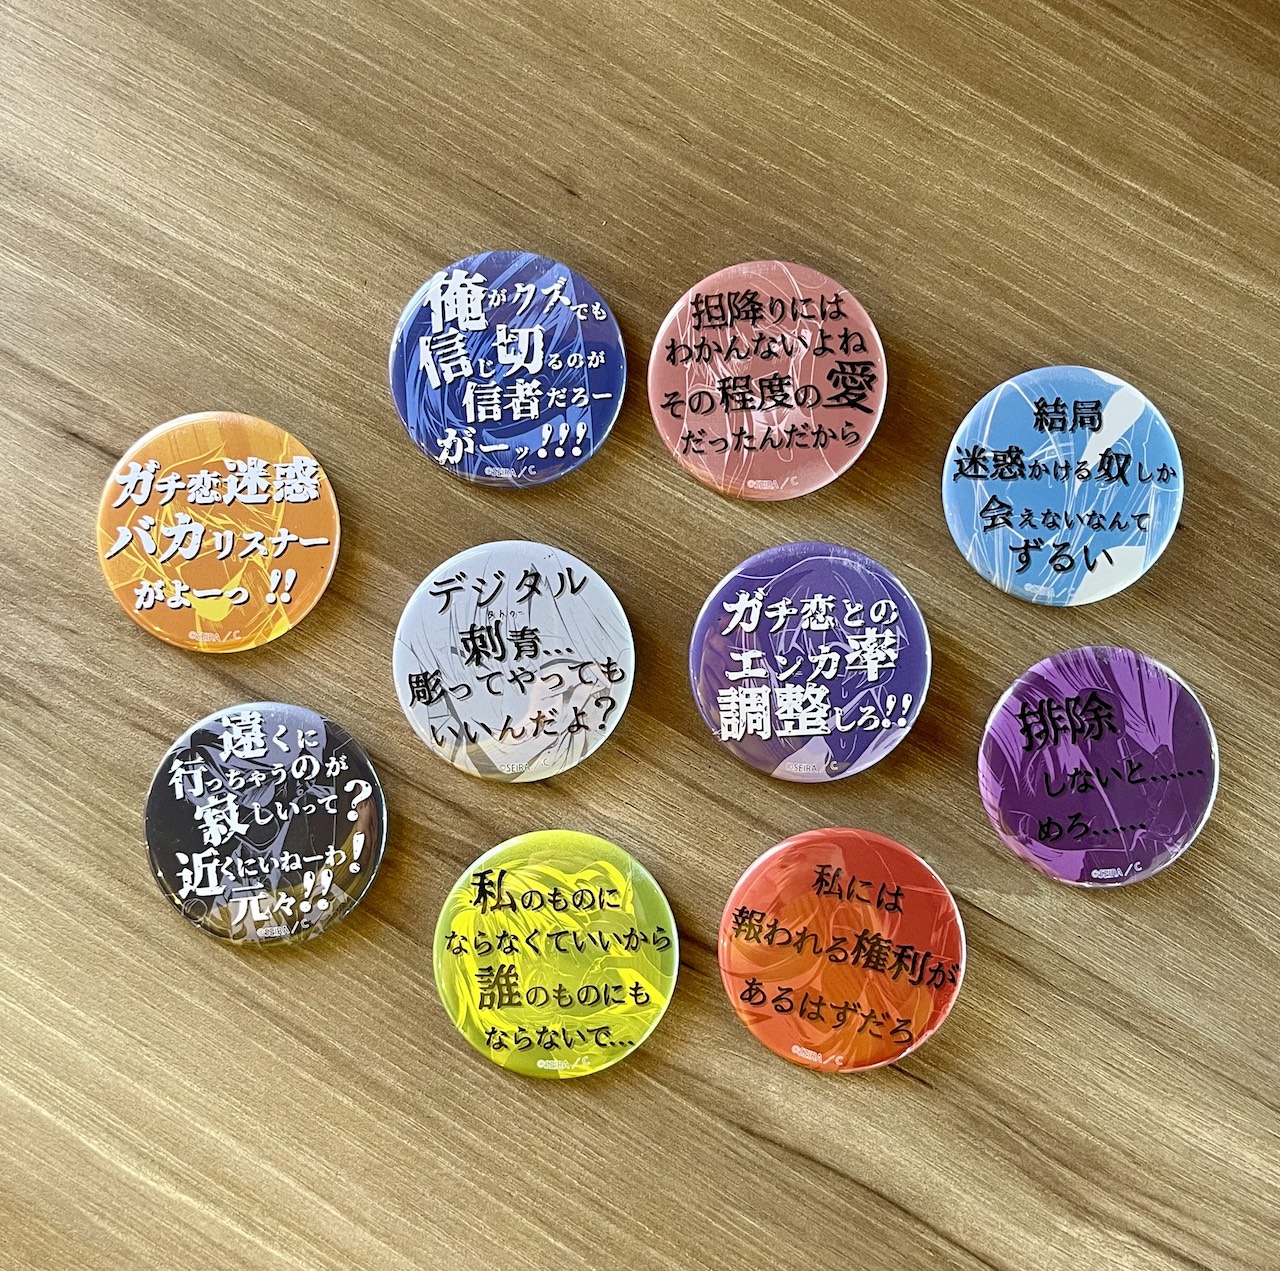 俺がクズでも
信じ切るのが
信者だろー
がーッ!!!
©SEIRA／C
担降りには
わかんないよね
その程度の愛
だったんだから
©SEIRA／C
結局
迷惑かける奴しか
会えないなんて
ずるい
©SEIRA／C
ガチ恋迷惑
バカリスナー
がよーっ!!
©SEIRA／C
デジタル
タトゥー
刺青…
彫ってやっても
いいんだよ?
©SEIRA／C
ガチ恋との
エンカ率
調整しろ!!
©SEIRA／C
排除
しないと……
めろ……
©SEIRA／C
遠くに
行っちゃうのが
寂しいって?
近くにいねーわ!
元々!!
©SEIRA／C
私のものに
ならなくていいから
誰のものにも
ならないで…
©SEIRA／C
私には
報われる権利が
あるはずだろ
©SEIRA／C